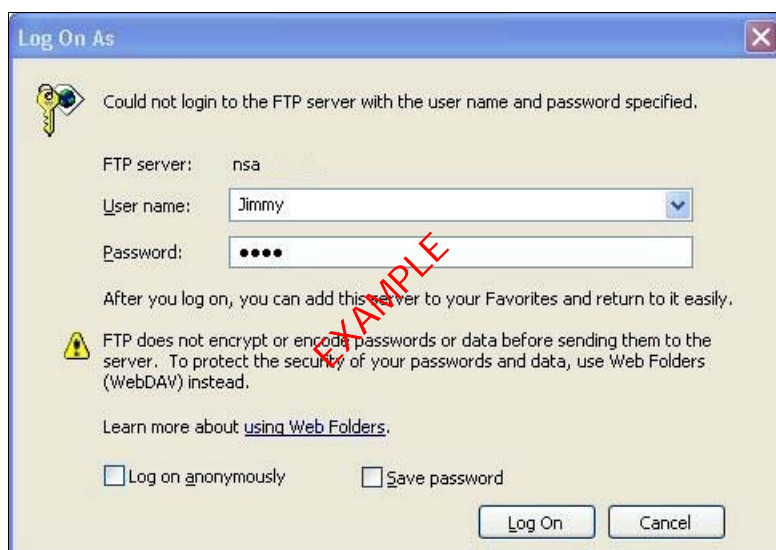 Log On As
Could not login to the FTP server with the user name and password specified.
FTP server: nsa
User name: Jimmy
Password: ●●●●
After you log on, you can add this server to your Favorites and return to it easily.
EXAMPLE
FTP does not encrypt or encode passwords or data before sending them to the
server. To protect the security of your passwords and data, use Web Folders
(WebDAV) instead.
Learn more about using Web Folders.
Log on anonymously Save password
Log On Cancel